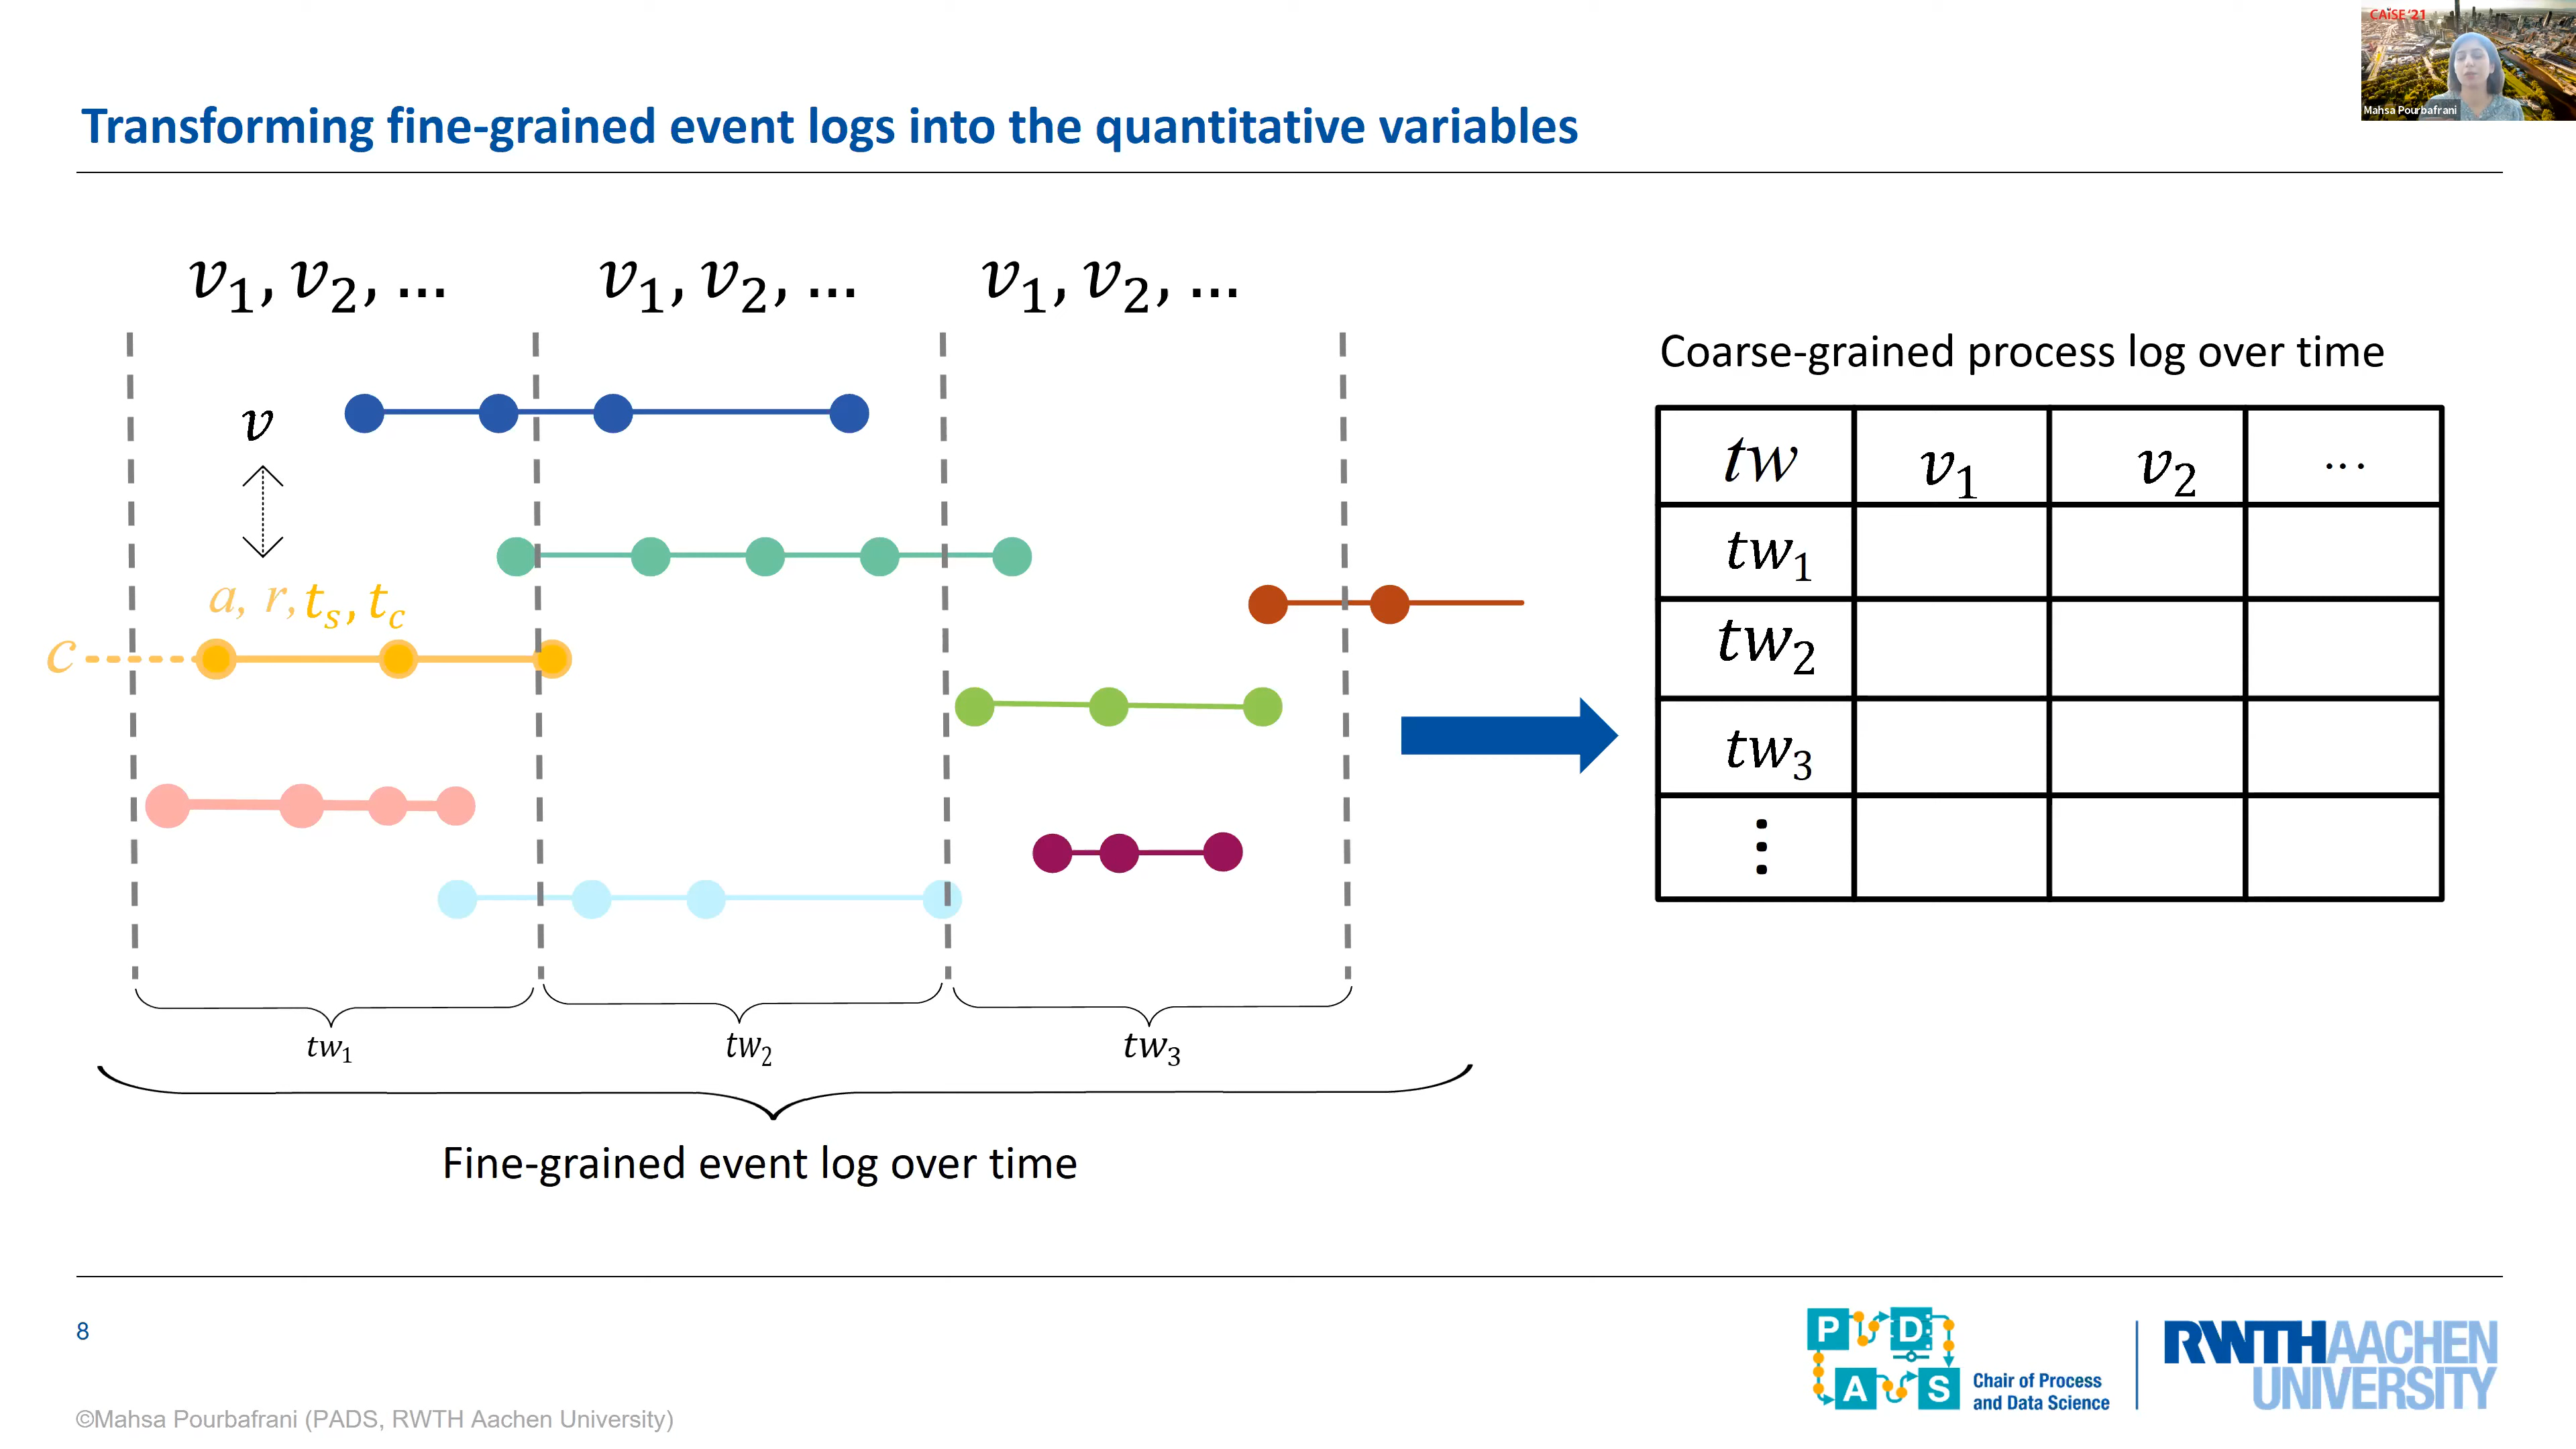 CAiSE '21
Mahsa Pourbafrani
Transforming fine-grained event logs into the quantitative variables
v₁, v₂, ... v₁, v₂, ... v₁, v₂, ...
v
a, r, tₛ, t꜀
c
tw₁ tw₂ tw₃
Fine-grained event log over time
Coarse-grained process log over time
tw v₁ v₂ ...
tw₁
tw₂
tw₃
⋮
8
P D
A S
Chair of Process
and Data Science
RWTH AACHEN
UNIVERSITY
©Mahsa Pourbafrani (PADS, RWTH Aachen University)